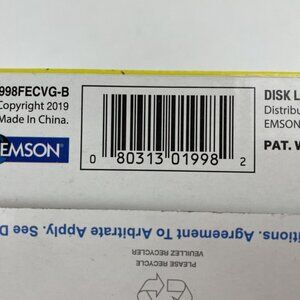 998FECVG-B
Copyright 2019
Made In China.
EMSON
0 80313 01998 2
DISK L
Distribu
EMSON
PAT. W
itions. Agreement To Arbitrate Apply. See D
PLEASE RECYCLE
VEUILLEZ RECYCLER